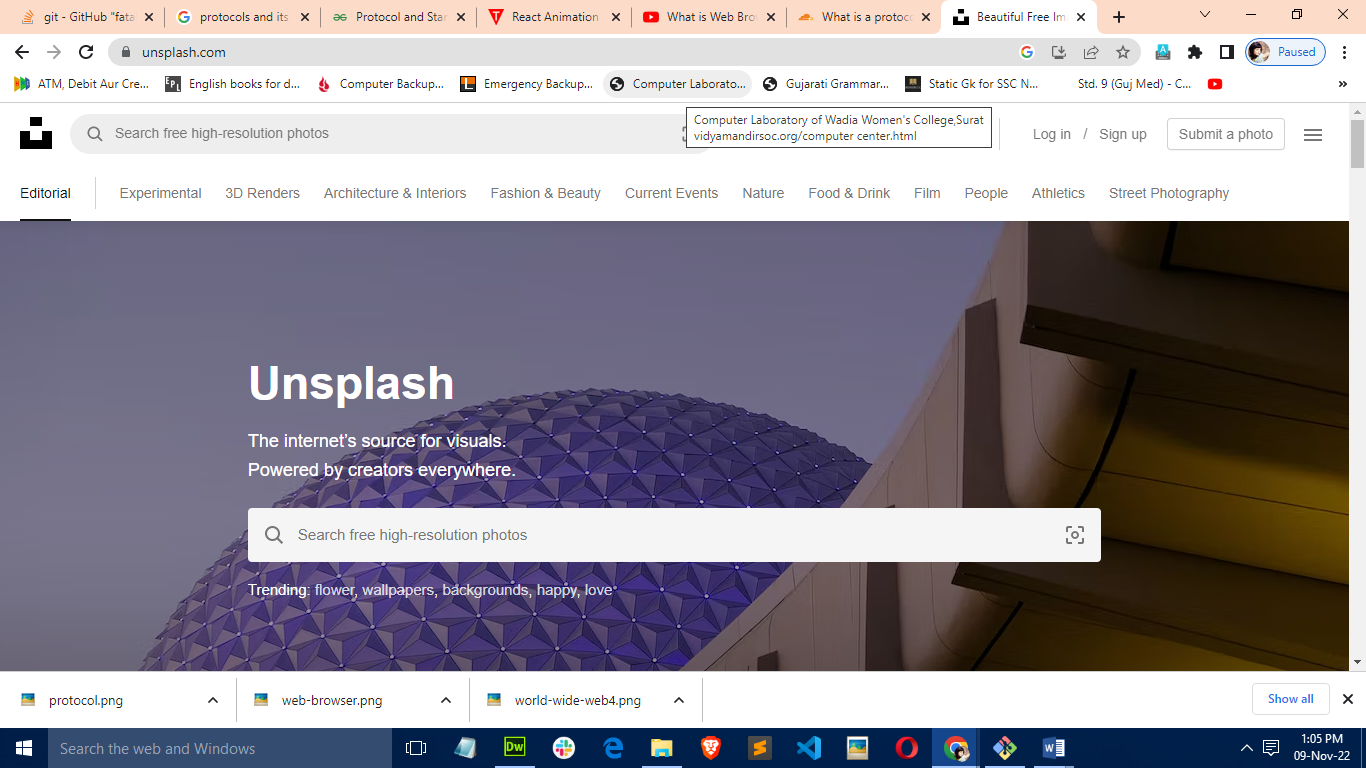 git - GitHub "fata
protocols and its
Protocol and Star
React Animation
What is Web Bro
What is a protoco
Beautiful Free Im
unsplash.com
Paused
ATM, Debit Aur Cre...
EPL
English books for d...
Computer Backup...
Emergency Backup...
Computer Laborato...
Gujarati Grammar...
Static Gk for SSC N...
Std. 9 (Guj Med) - C...
»
Computer Laboratory of Wadia Women's College,Surat
vidyamandirsoc.org/computer center.html
Search free high-resolution photos
Log in / Sign up
Submit a photo
Editorial
Experimental
3D Renders
Architecture & Interiors
Fashion & Beauty
Current Events
Nature
Food & Drink
Film
People
Athletics
Street Photography
Unsplash
The internet's source for visuals.
Powered by creators everywhere.
Search free high-resolution photos
Trending: flower, wallpapers, backgrounds, happy, love
protocol.png
web-browser.png
world-wide-web4.png
Show all
Search the web and Windows
Dw
1:05 PM
09-Nov-22